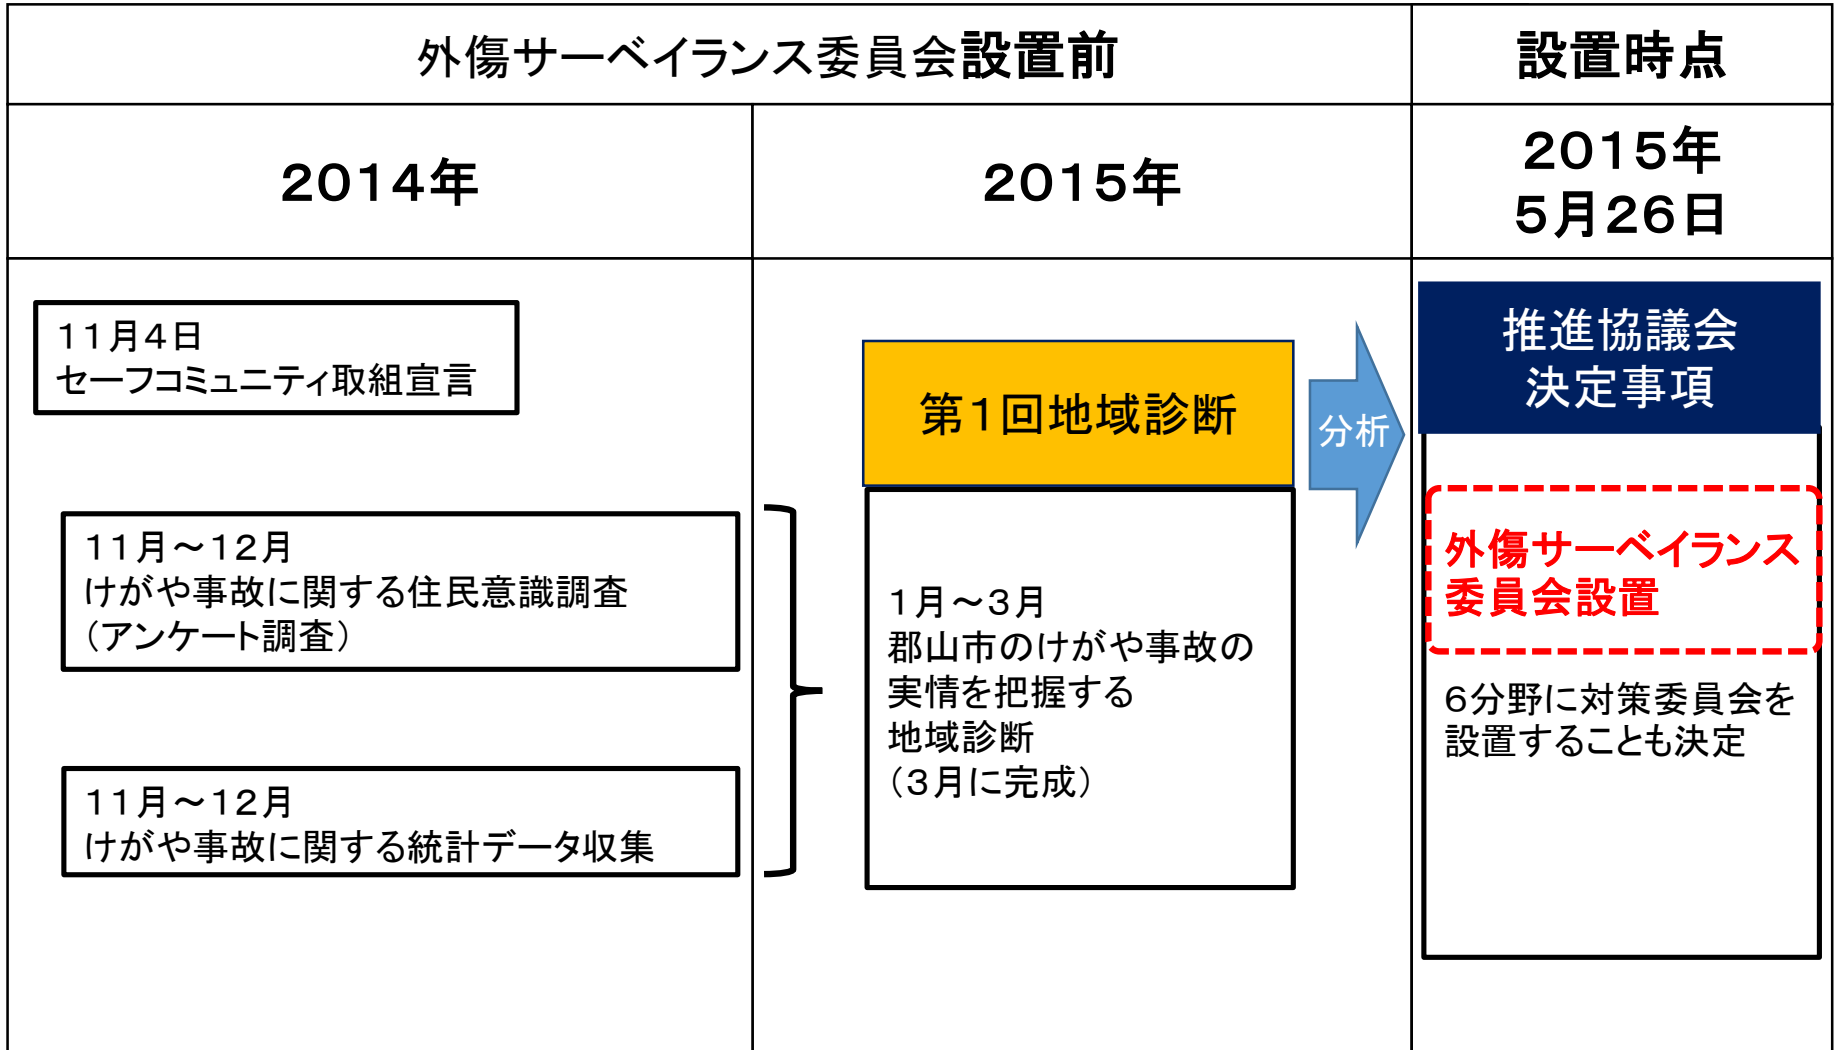 外傷サーベイランス委員会設置前
設置時点
2014年
2015年
2015年
5月26日
11月4日
セーフコミュニティ取組宣言
11月~12月
けがや事故に関する住民意識調査
(アンケート調査)
11月~12月
けがや事故に関する統計データ収集
第1回地域診断
1月~3月
郡山市のけがや事故の
実情を把握する
地域診断
(3月に完成)
分析
推進協議会
決定事項
外傷サーベイランス
委員会設置
6分野に対策委員会を
設置することも決定